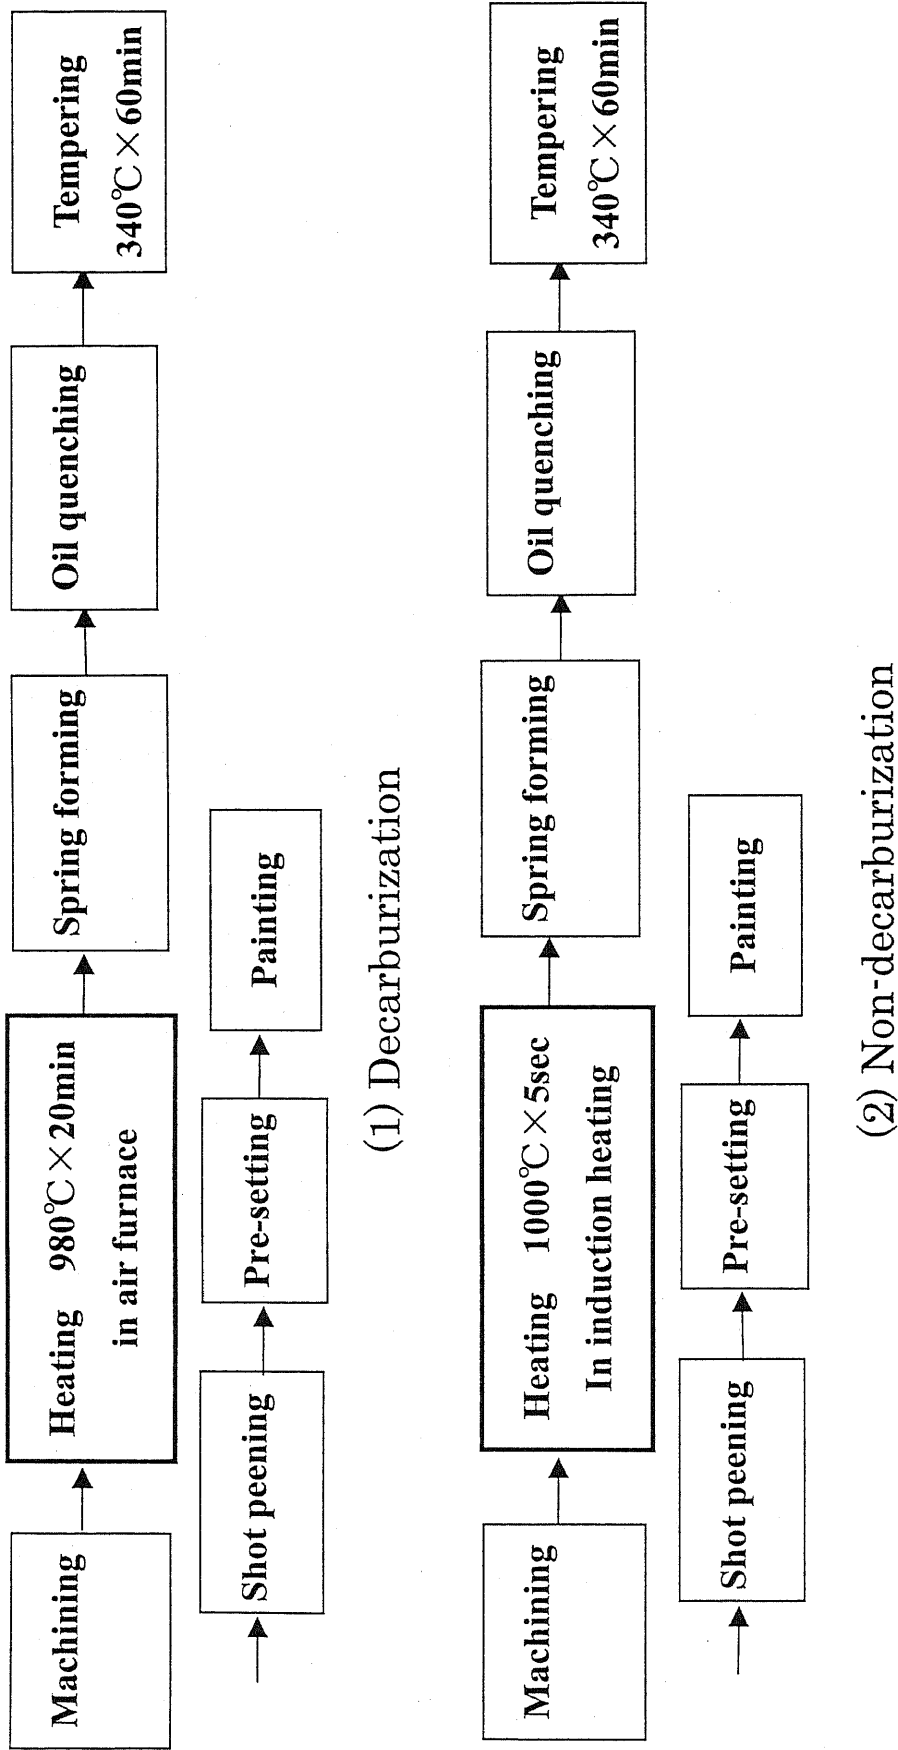 Machining
Heating 980℃×20min
in air furnace
Spring forming
Oil quenching
Tempering
340℃×60min
Shot peening
Pre-setting
Painting
(1) Decarburization
Machining
Heating 1000℃×5sec
In induction heating
Spring forming
Oil quenching
Tempering
340℃×60min
Shot peening
Pre-setting
Painting
(2) Non-decarburization